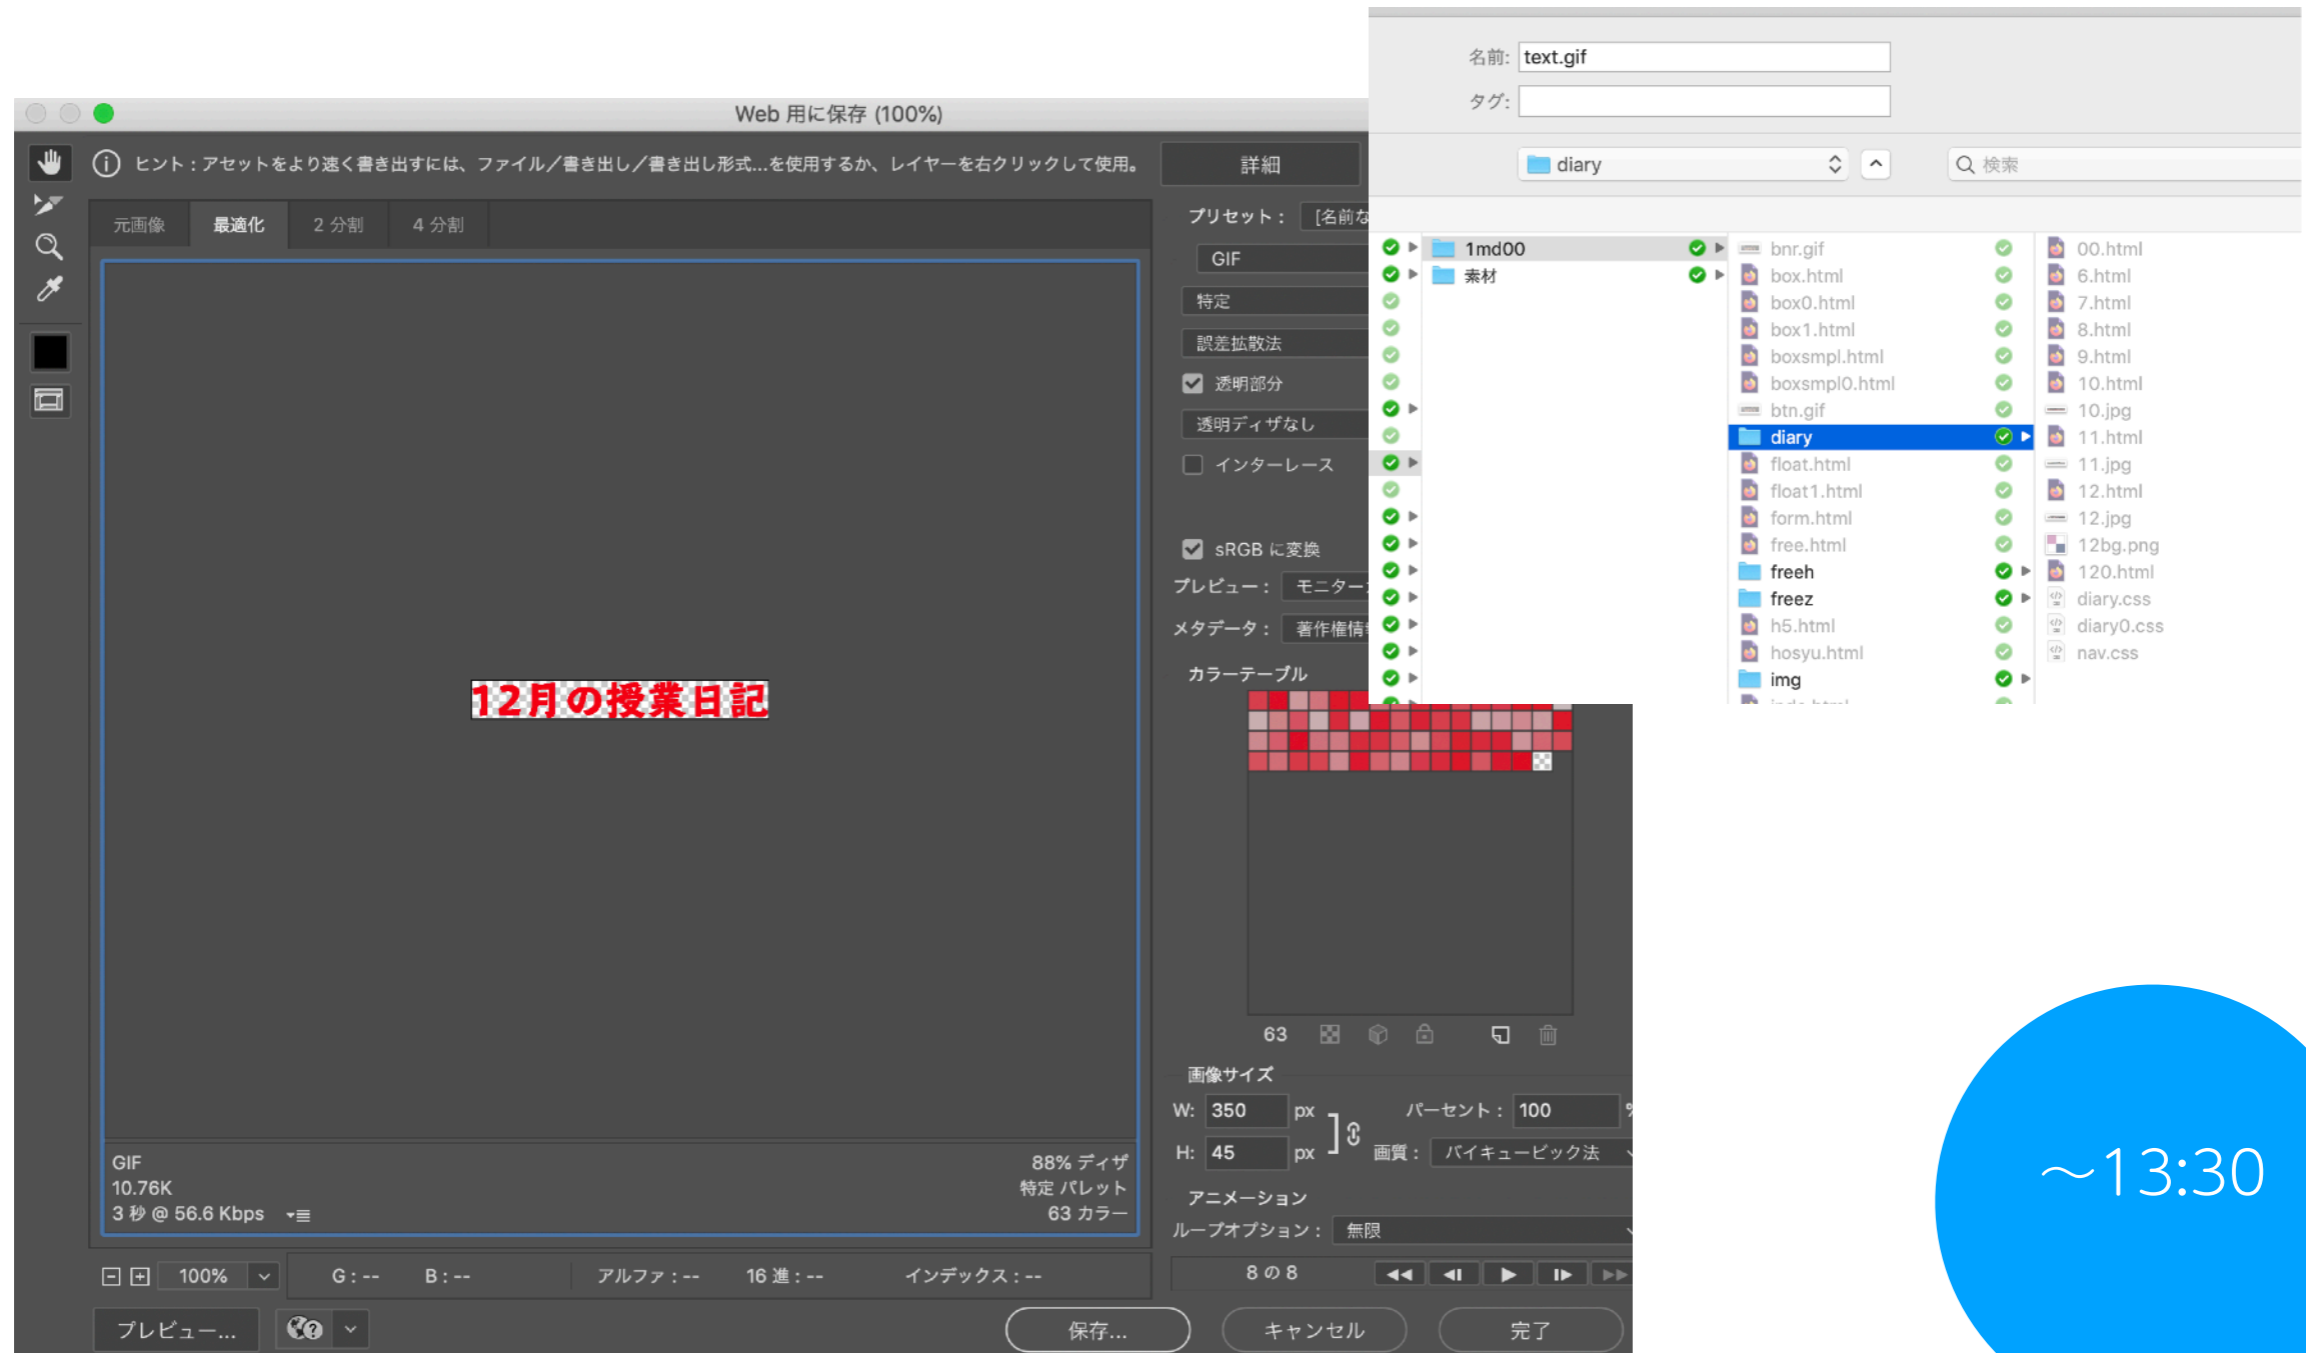 名前: text.gif
タグ:
diary
検索
Web 用に保存 (100%)
ヒント：アセットをより速く書き出すには、ファイル／書き出し／書き出し形式...を使用するか、レイヤーを右クリックして使用。
詳細
元画像 最適化 2 分割 4 分割
プリセット： [名前な
GIF
特定
誤差拡散法
透明部分
透明ディザなし
インターレース
sRGB に変換
プレビュー： モニター
メタデータ： 著作権情
カラーテーブル
1md00
素材
bnr.gif
box.html
box0.html
box1.html
boxsmpl.html
boxsmpl0.html
btn.gif
diary
float.html
float1.html
form.html
free.html
freeh
freez
h5.html
hosyu.html
img
00.html
6.html
7.html
8.html
9.html
10.html
10.jpg
11.html
11.jpg
12.html
12.jpg
12bg.png
120.html
diary.css
diary0.css
nav.css
12月の授業日記
63
画像サイズ
W: 350 px パーセント： 100 %
H: 45 px 画質： バイキュービック法
アニメーション
ループオプション： 無限
8 の 8
GIF
10.76K
3 秒 @ 56.6 Kbps
88% ディザ
特定 パレット
63 カラー
100% G : -- B : -- アルファ : -- 16 進 : -- インデックス : --
プレビュー... 保存... キャンセル 完了
〜13:30